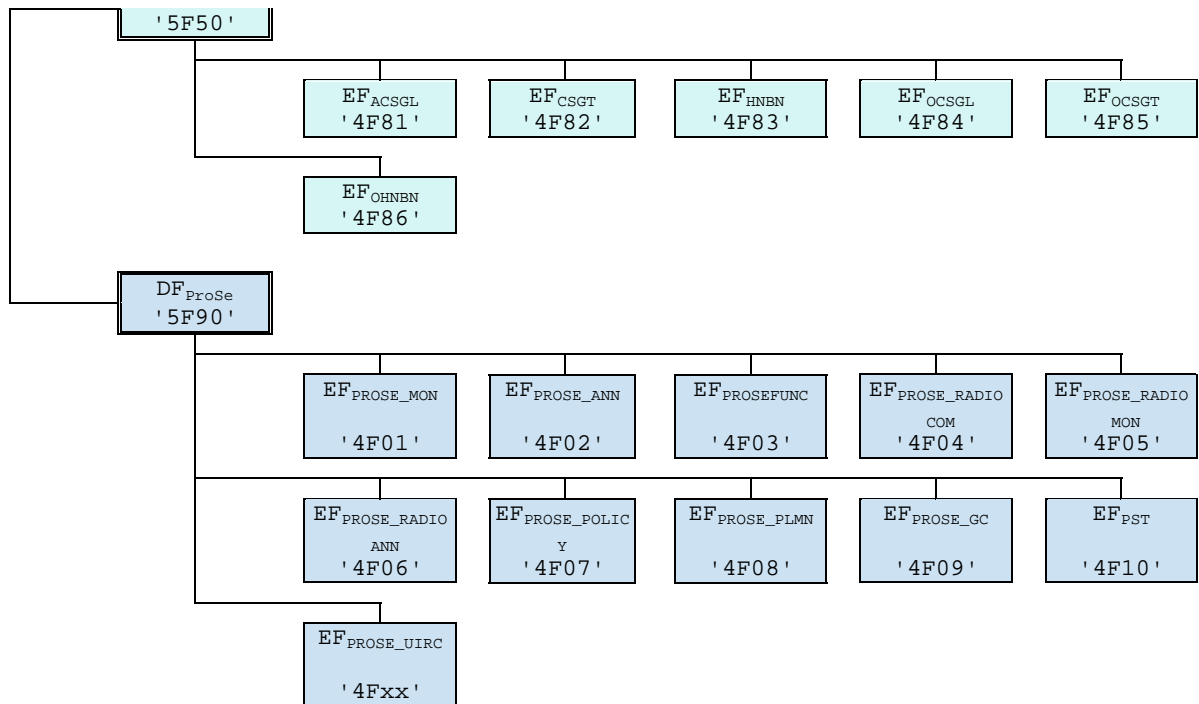 '5F50'
EFACSGL EFCSGT EFHNBN EFOCSGL EFOCSGT
'4F81' '4F82' '4F83' '4F84' '4F85'
EFOHNBN
'4F86'
DFProSe
'5F90'
EFPROSE_MON EFPROSE_ANN EFPROSEFUNC EFPROSE_RADIO EFPROSE_RADIO
COM MON
'4F01' '4F02' '4F03' '4F04' '4F05'
EFPROSE_RADIO EFPROSE_POLIC EFPROSE_PLMN EFPROSE_GC EFPST
ANN Y
'4F06' '4F07' '4F08' '4F09' '4F10'
EFPROSE_UIRC
'4Fxx'